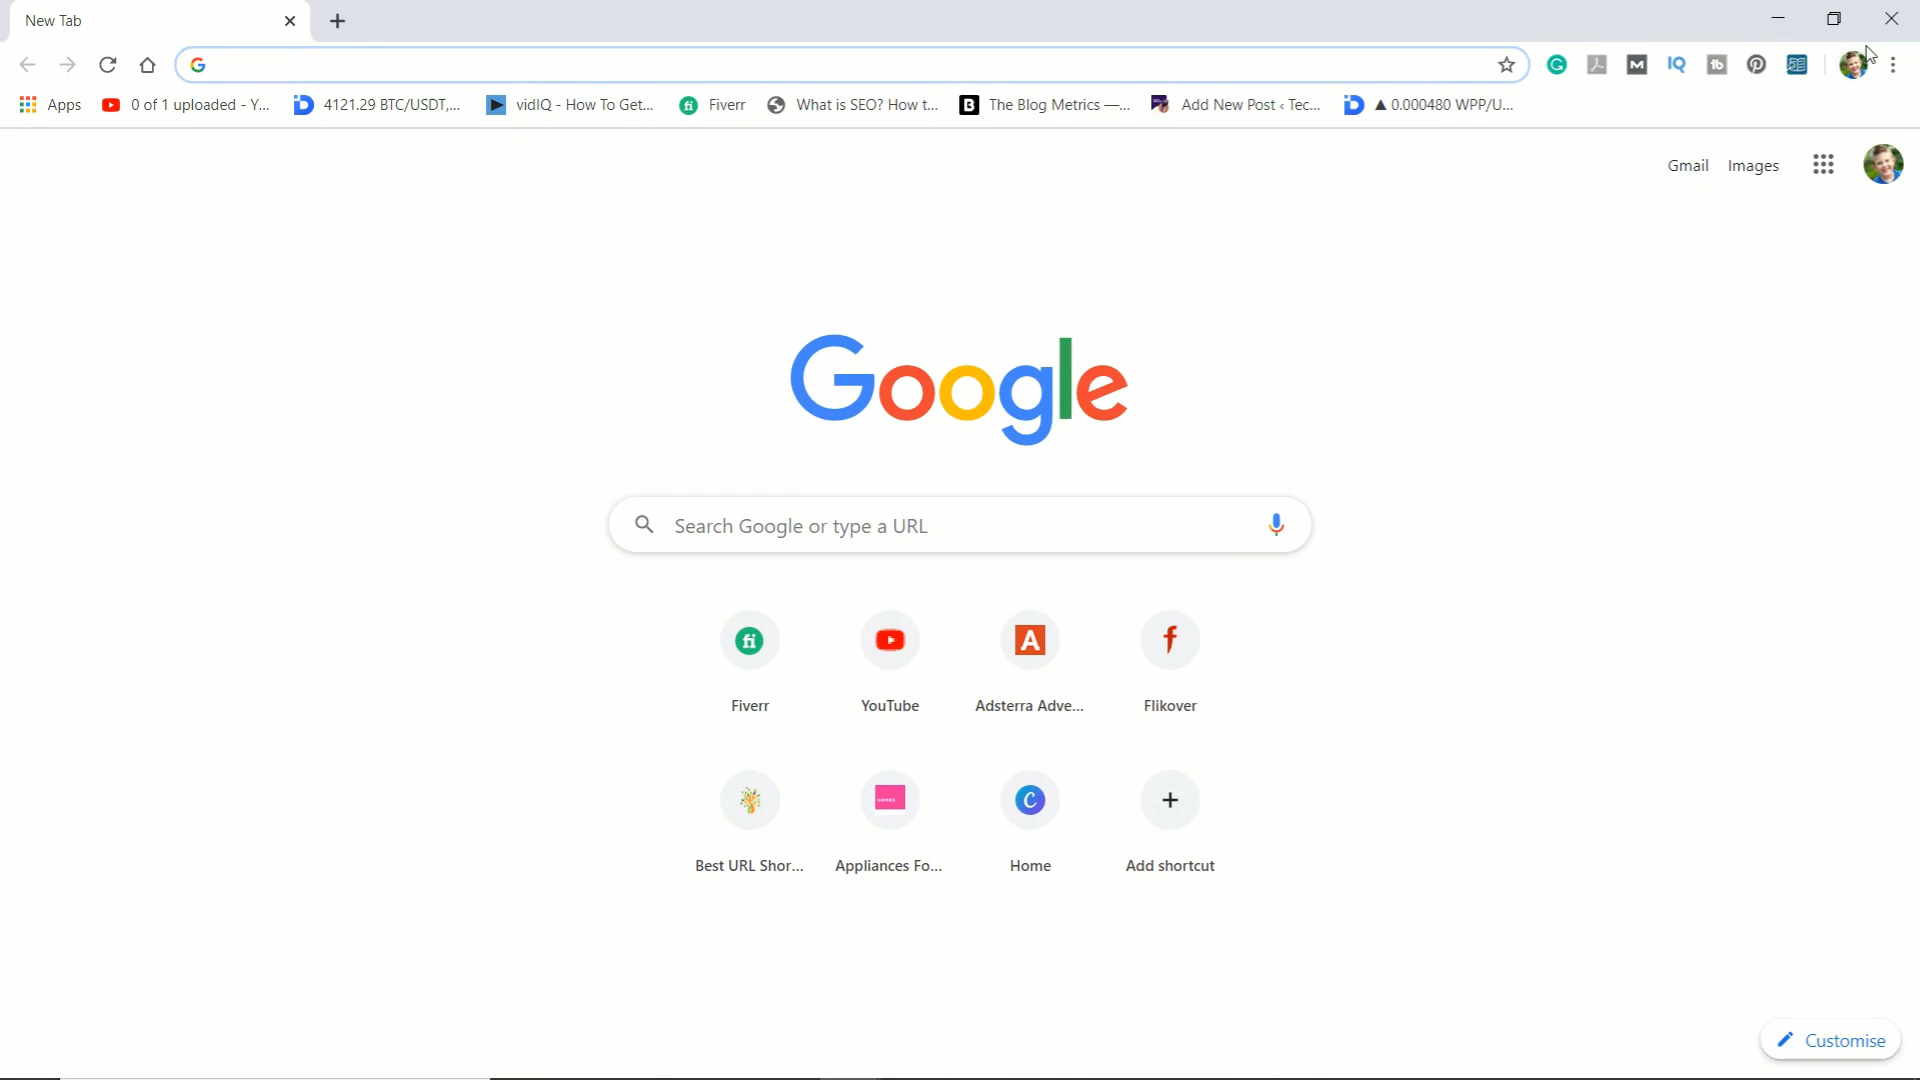 New Tab
Apps 0 of 1 uploaded - Y... 4121.29 BTC/USDT,... vidIQ - How To Get... Fiverr What is SEO? How t... The Blog Metrics —... Add New Post ‹ Tec... ▲ 0.000480 WPP/U...
Gmail Images
Google
Search Google or type a URL
Fiverr YouTube Adsterra Adve... Flikover
Best URL Shor... Appliances Fo... Home Add shortcut
Customise